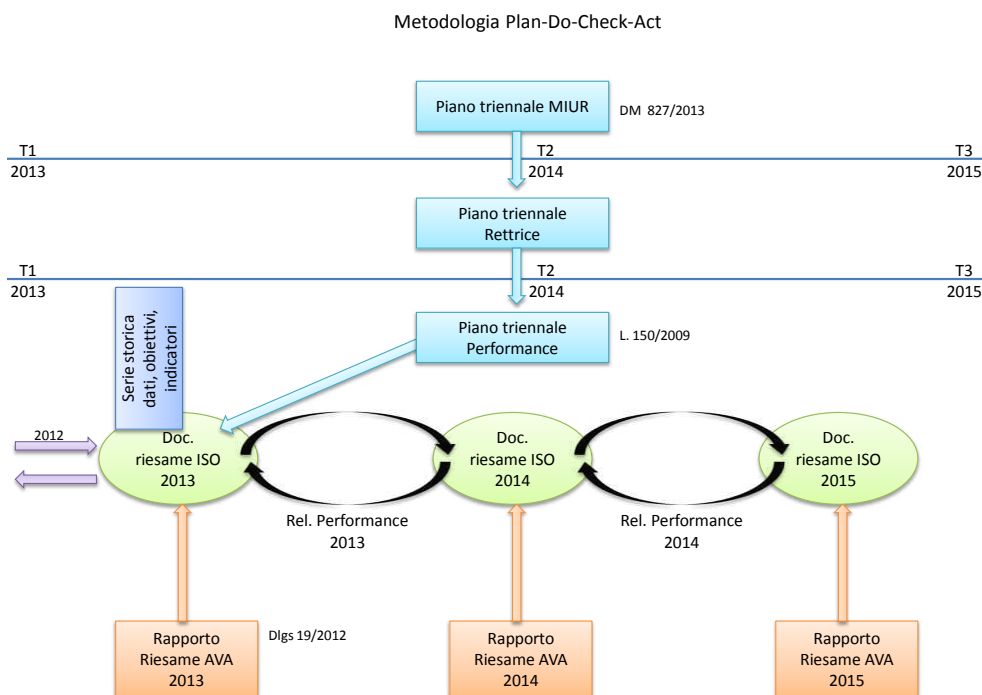 Metodologia Plan-Do-Check-Act
Piano triennale MIUR
DM 827/2013
T1
2013
T2
2014
T3
2015
Piano triennale
Rettrice
T1
2013
T2
2014
T3
2015
Serie storica
dati, obiettivi,
indicatori
Piano triennale
Performance
L. 150/2009
2012
Doc.
riesame ISO
2013
Doc.
riesame ISO
2014
Doc.
riesame ISO
2015
Rel. Performance
2013
Rel. Performance
2014
Rapporto
Riesame AVA
2013
Dlgs 19/2012
Rapporto
Riesame AVA
2014
Rapporto
Riesame AVA
2015